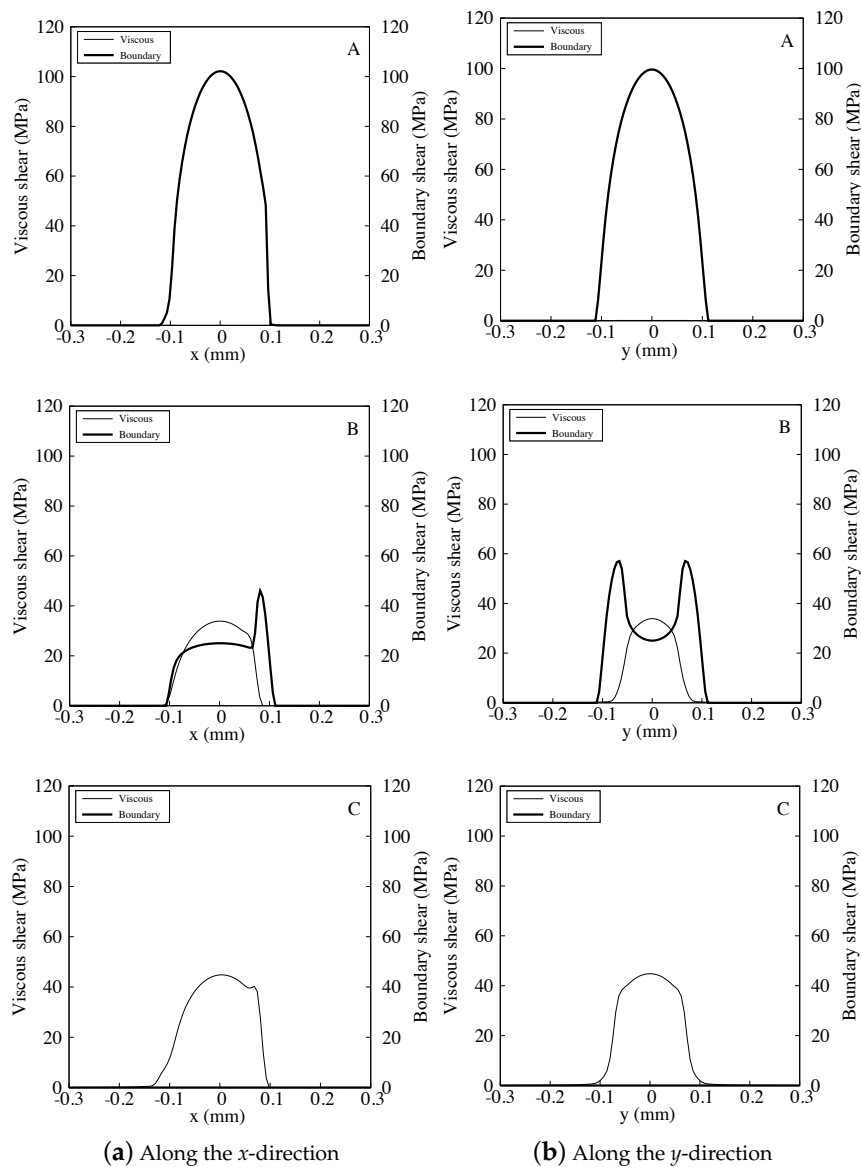 120
100
80
60
40
20
0
Viscous shear (MPa)
Viscous
Boundary
A
120
100
80
60
40
20
0
Boundary shear (MPa)
-0.3 -0.2 -0.1 0 0.1 0.2 0.3
x (mm)
120
100
80
60
40
20
0
Viscous shear (MPa)
Viscous
Boundary
A
120
100
80
60
40
20
0
Boundary shear (MPa)
-0.3 -0.2 -0.1 0 0.1 0.2 0.3
y (mm)
120
100
80
60
40
20
0
Viscous shear (MPa)
Viscous
Boundary
B
120
100
80
60
40
20
0
Boundary shear (MPa)
-0.3 -0.2 -0.1 0 0.1 0.2 0.3
x (mm)
120
100
80
60
40
20
0
Viscous shear (MPa)
Viscous
Boundary
B
120
100
80
60
40
20
0
Boundary shear (MPa)
-0.3 -0.2 -0.1 0 0.1 0.2 0.3
y (mm)
120
100
80
60
40
20
0
Viscous shear (MPa)
Viscous
Boundary
C
120
100
80
60
40
20
0
Boundary shear (MPa)
-0.3 -0.2 -0.1 0 0.1 0.2 0.3
x (mm)
120
100
80
60
40
20
0
Viscous shear (MPa)
Viscous
Boundary
C
120
100
80
60
40
20
0
Boundary shear (MPa)
-0.3 -0.2 -0.1 0 0.1 0.2 0.3
y (mm)
(a) Along the x-direction
(b) Along the y-direction